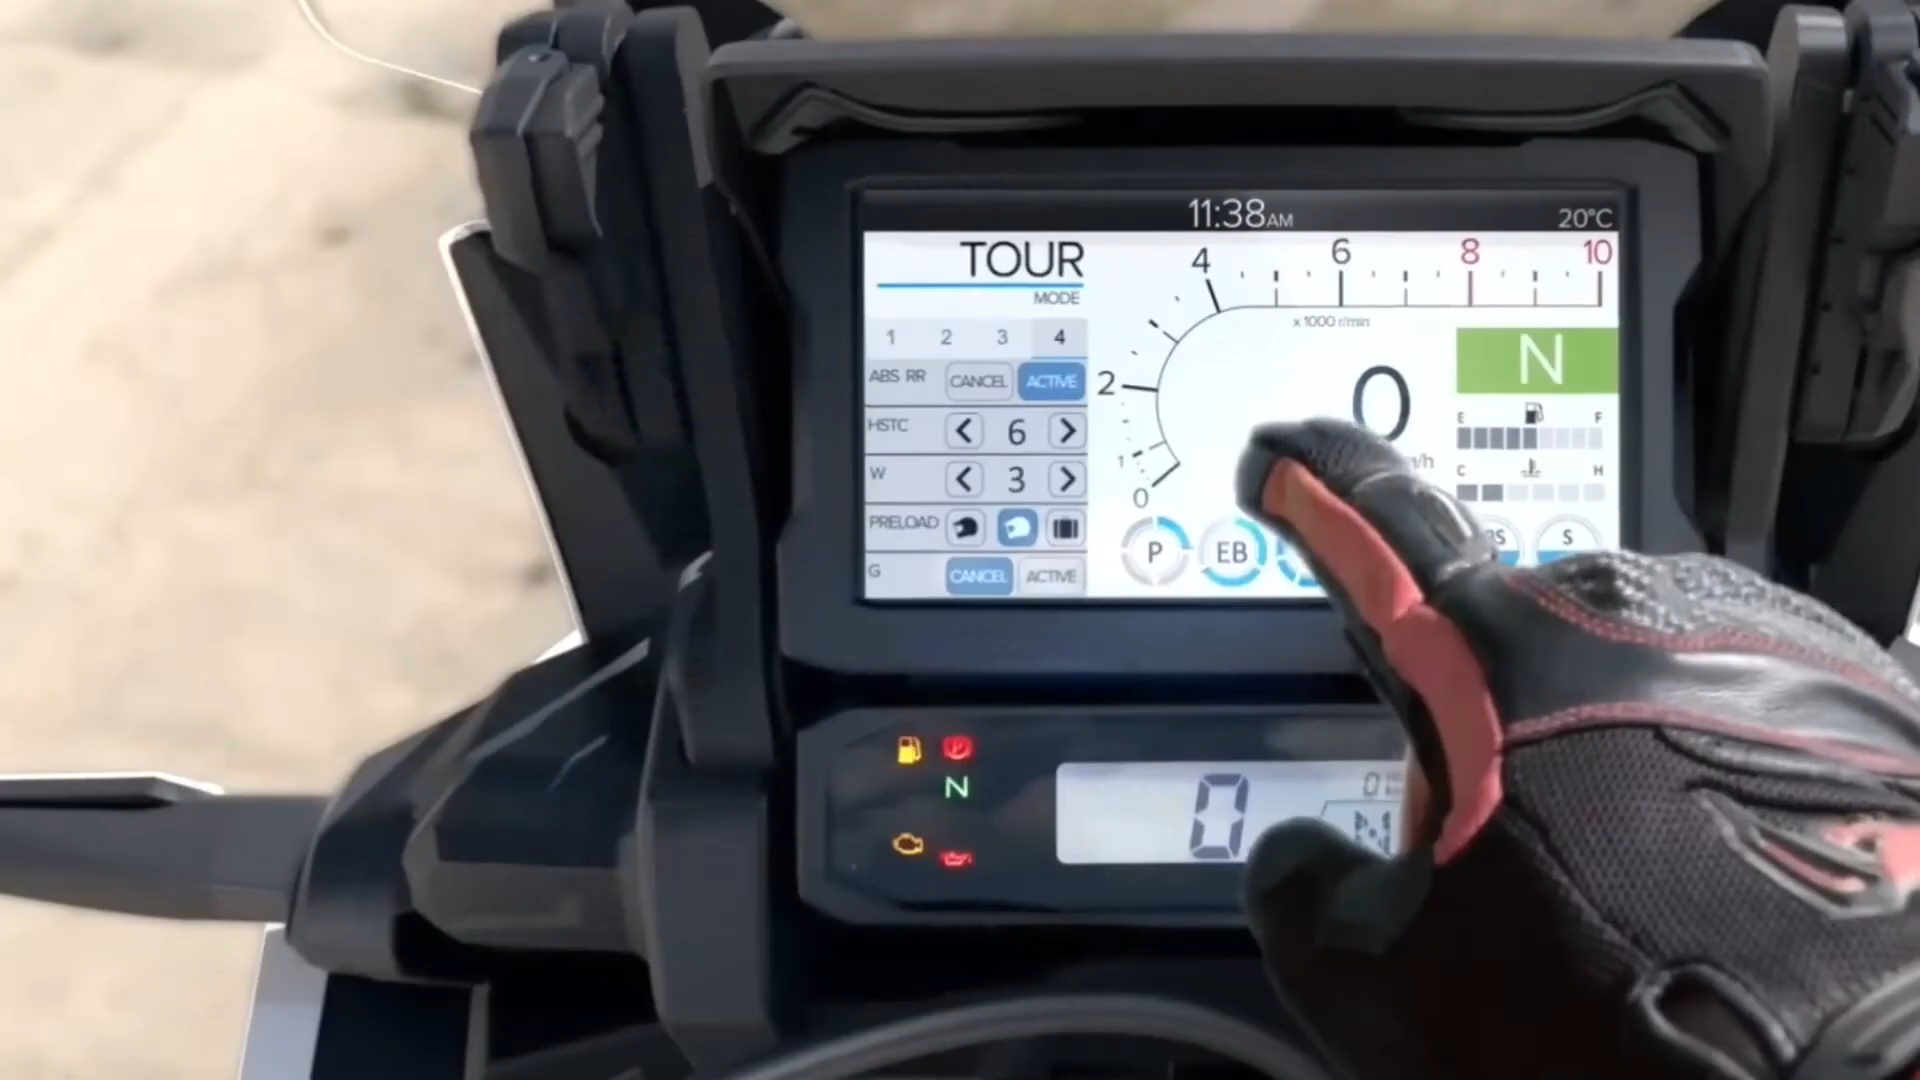 11:38AM
20°C
TOUR
MODE
1 2 3 4
ABS RR CANCEL ACTIVE
HSTC 6
W 3
PRELOAD
G CANCEL ACTIVE
0 1 2 4 6 8 10
x 1000 r/min
0
N
E F
C H
P EB S
P
N
0
N